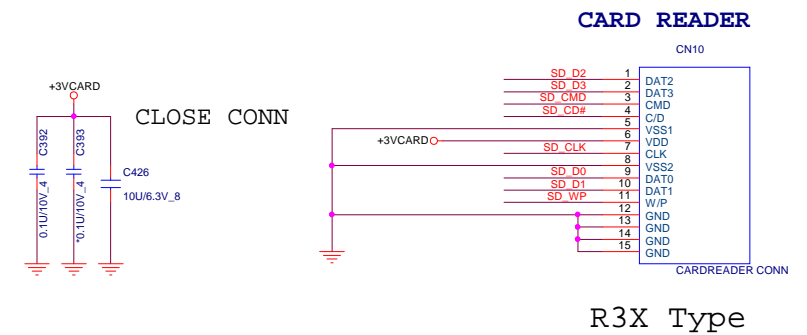 CARD READER
CN10
+3VCARD
CLOSE CONN
C392
0.1U/10V_4
C393
*0.1U/10V_4
C426
10U/6.3V_8
SD_D2 1 DAT2
SD_D3 2 DAT3
SD_CMD 3 CMD
SD_CD# 4 C/D
5 VSS1
+3VCARD 6 VDD
SD_CLK 7 CLK
8 VSS2
SD_D0 9 DAT0
SD_D1 10 DAT1
SD_WP 11 W/P
12 GND
13 GND
14 GND
15 GND
CARDREADER CONN
R3X Type